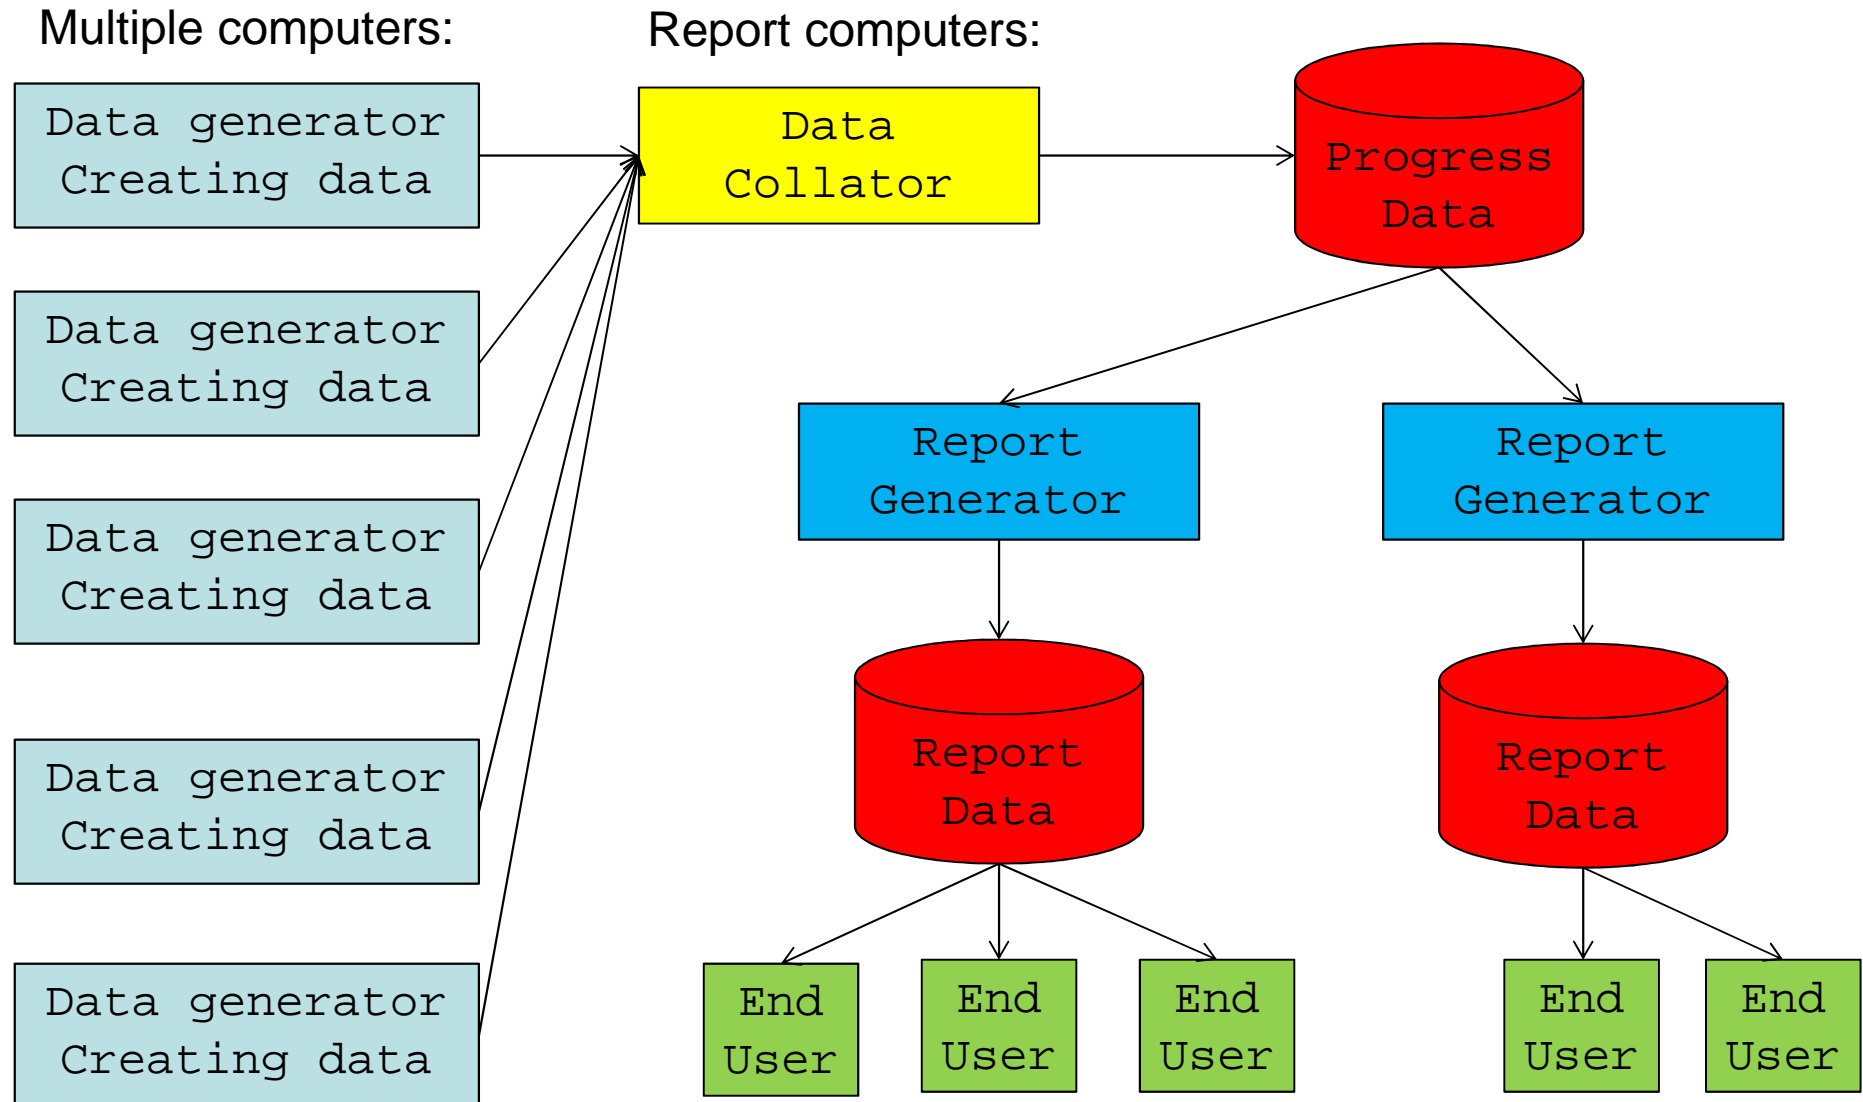 Multiple computers:
Data generator
Creating data
Data generator
Creating data
Data generator
Creating data
Data generator
Creating data
Data generator
Creating data
Report computers:
Data
Collator
Progress
Data
Report
Generator
Report
Generator
Report
Data
Report
Data
End
User
End
User
End
User
End
User
End
User